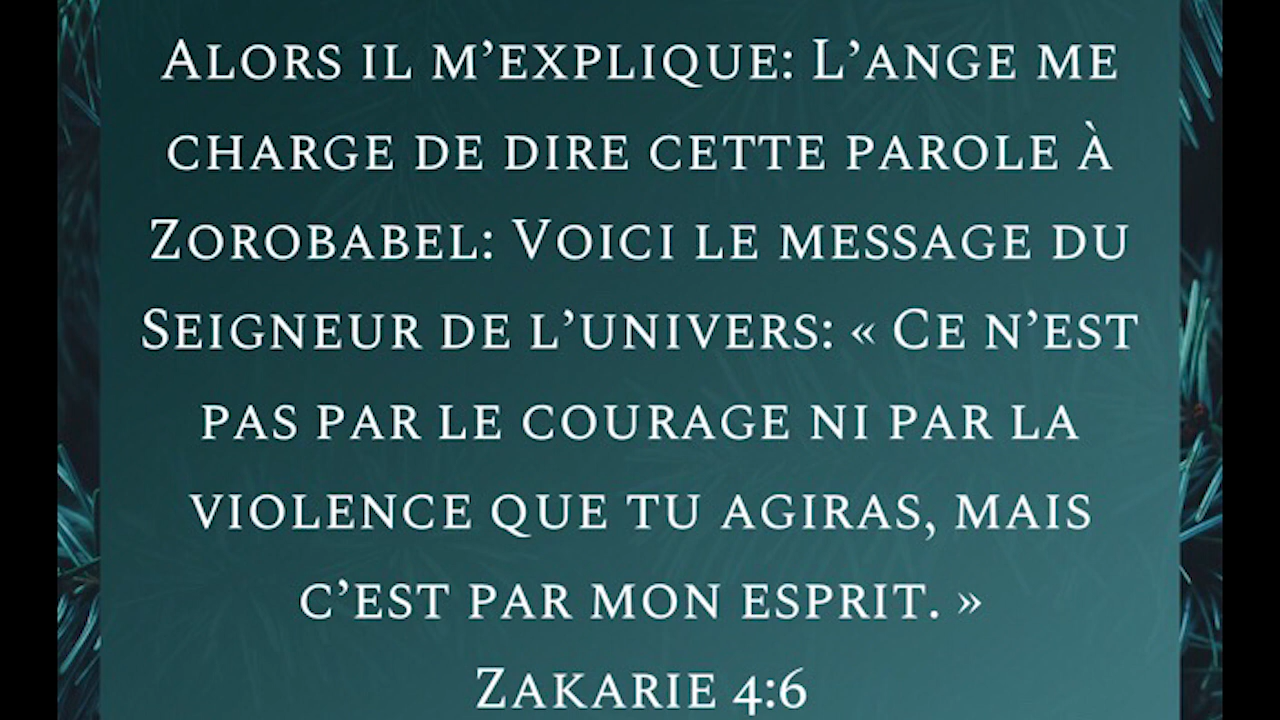 Alors il m’explique: L’ange me
charge de dire cette parole à
Zorobabel: Voici le message du
Seigneur de l’univers: « Ce n’est
pas par le courage ni par la
violence que tu agiras, mais
c’est par mon esprit. »
Zakarie 4:6